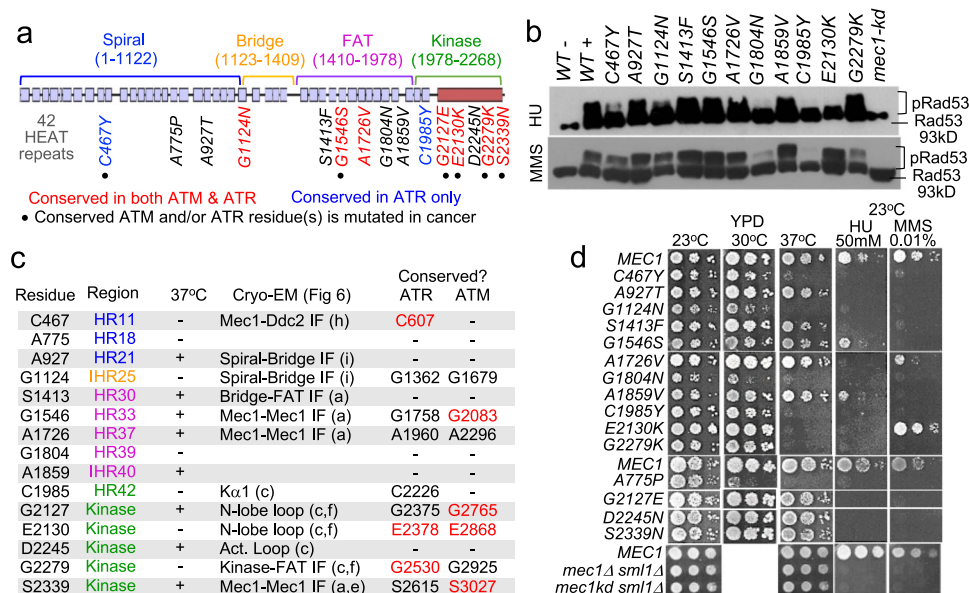 a
Spiral
(1-1122)
Bridge
(1123-1409)
FAT
(1410-1978)
Kinase
(1978-2268)
42
HEAT
repeats
C467Y
A775P
A927T
G1124N
S1413F
G1546S
A1726V
G1804N
A1859V
C1985Y
G2127E
E2130K
D2245N
G2279K
S2339N
Conserved in both ATM & ATR
Conserved in ATR only
• Conserved ATM and/or ATR residue(s) is mutated in cancer
b
WT -
WT +
C467Y
A927T
G1124N
S1413F
G1546S
A1726V
G1804N
A1859V
C1985Y
E2130K
G2279K
mec1-kd
HU
pRad53
Rad53
93kD
MMS
pRad53
Rad53
93kD
c
Conserved?
Residue Region 37ºC Cryo-EM (Fig 6) ATR ATM
C467 HR11 - Mec1-Ddc2 IF (h) C607 -
A775 HR18 - - - -
A927 HR21 + Spiral-Bridge IF (i) - -
G1124 IHR25 - Spiral-Bridge IF (i) G1362 G1679
S1413 HR30 + Bridge-FAT IF (a) - -
G1546 HR33 + Mec1-Mec1 IF (a) G1758 G2083
A1726 HR37 + Mec1-Mec1 IF (a) A1960 A2296
G1804 HR39 - - - -
A1859 IHR40 + - -
C1985 HR42 - Kα1 (c) C2226 -
G2127 Kinase + N-lobe loop (c,f) G2375 G2765
E2130 Kinase - N-lobe loop (c,f) E2378 E2868
D2245 Kinase + Act. Loop (c) - -
G2279 Kinase - Kinase-FAT IF (c,f) G2530 G2925
S2339 Kinase + Mec1-Mec1 IF (a,e) S2615 S3027
d
YPD
23ºC
23ºC 30ºC 37ºC
HU
50mM
MMS
0.01%
MEC1
C467Y
A927T
G1124N
S1413F
G1546S
A1726V
G1804N
A1859V
C1985Y
E2130K
G2279K
MEC1
A775P
G2127E
D2245N
S2339N
MEC1
mec1Δ sml1Δ
mec1kd sml1Δ